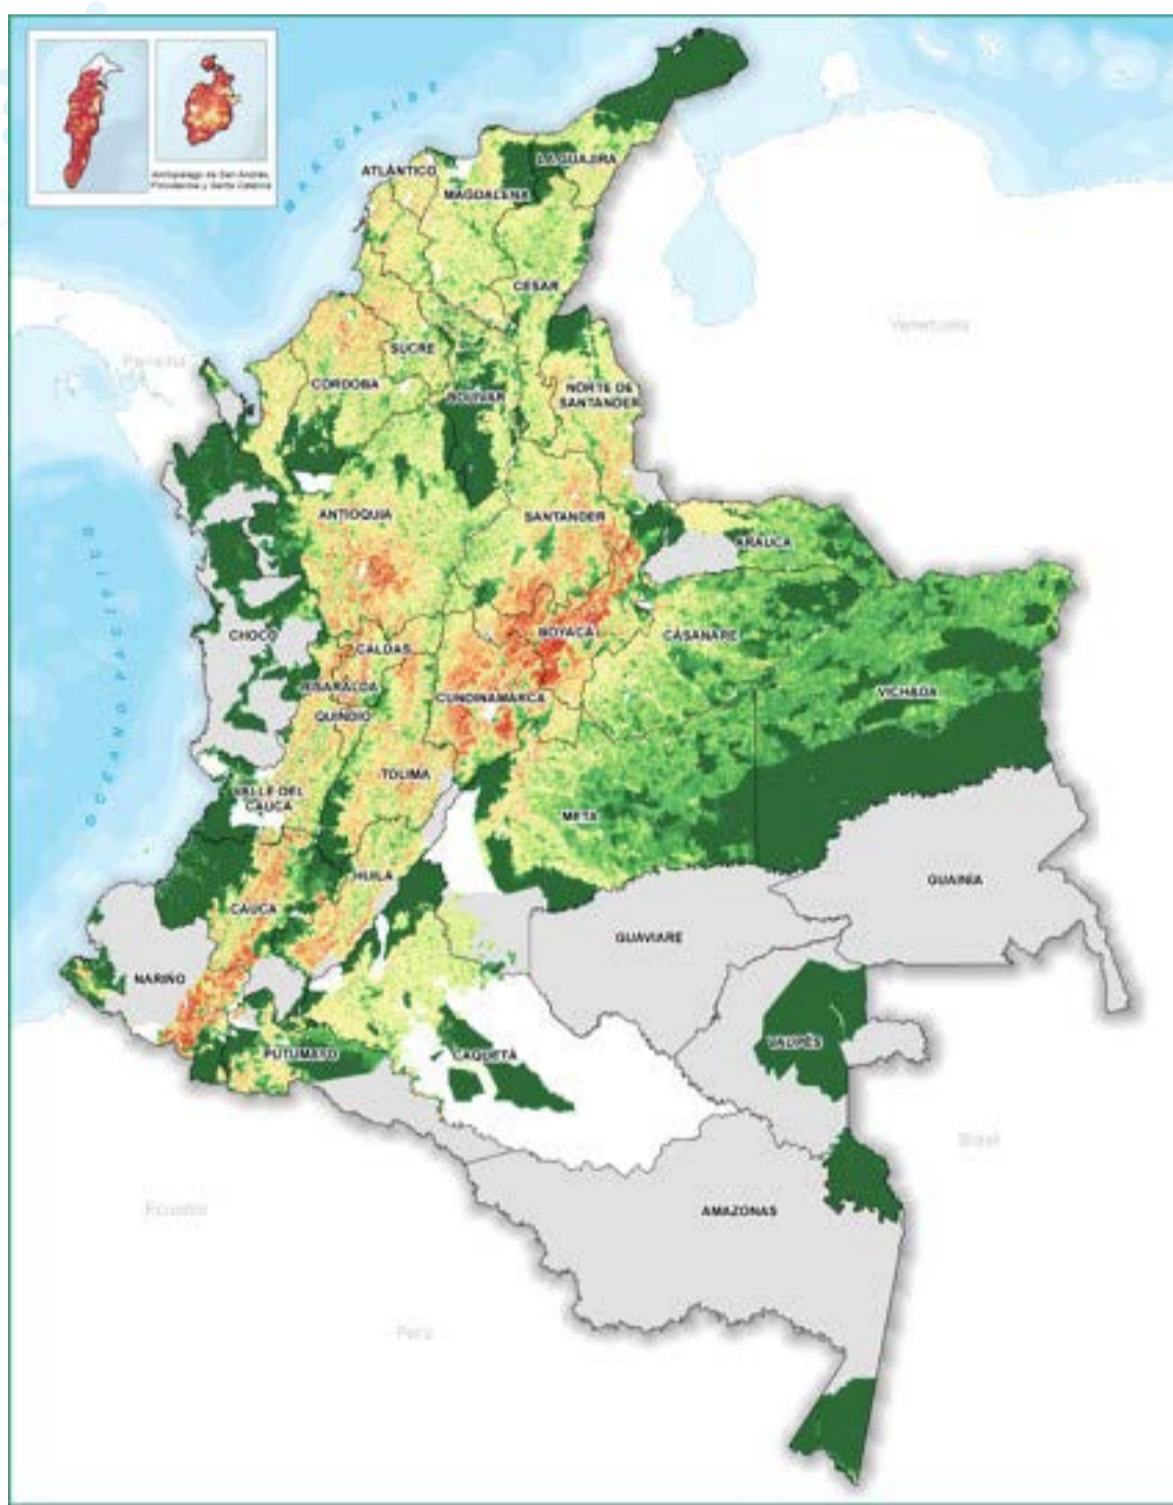 Archipiélago de San Andrés,
Providencia y Santa Catalina
MAR CARIBE
ATLÁNTICO
LA GUAJIRA
MAGDALENA
CESAR
Venezuela
Panamá
SUCRE
CÓRDOBA
BOLÍVAR
NORTE DE
SANTANDER
ANTIOQUIA
SANTANDER
ARAUCA
OCEANO PACÍFICO
CHOCÓ
BOYACÁ
CASANARE
CALDAS
RISARALDA
CUNDINAMARCA
VICHADA
QUINDIO
TOLIMA
VALLE DEL
CAUCA
META
HUILA
GUAINÍA
CAUCA
GUAVIARE
NARIÑO
VAUPÉS
PUTUMAYO
CAQUETÁ
Brasil
Ecuador
AMAZONAS
Perú